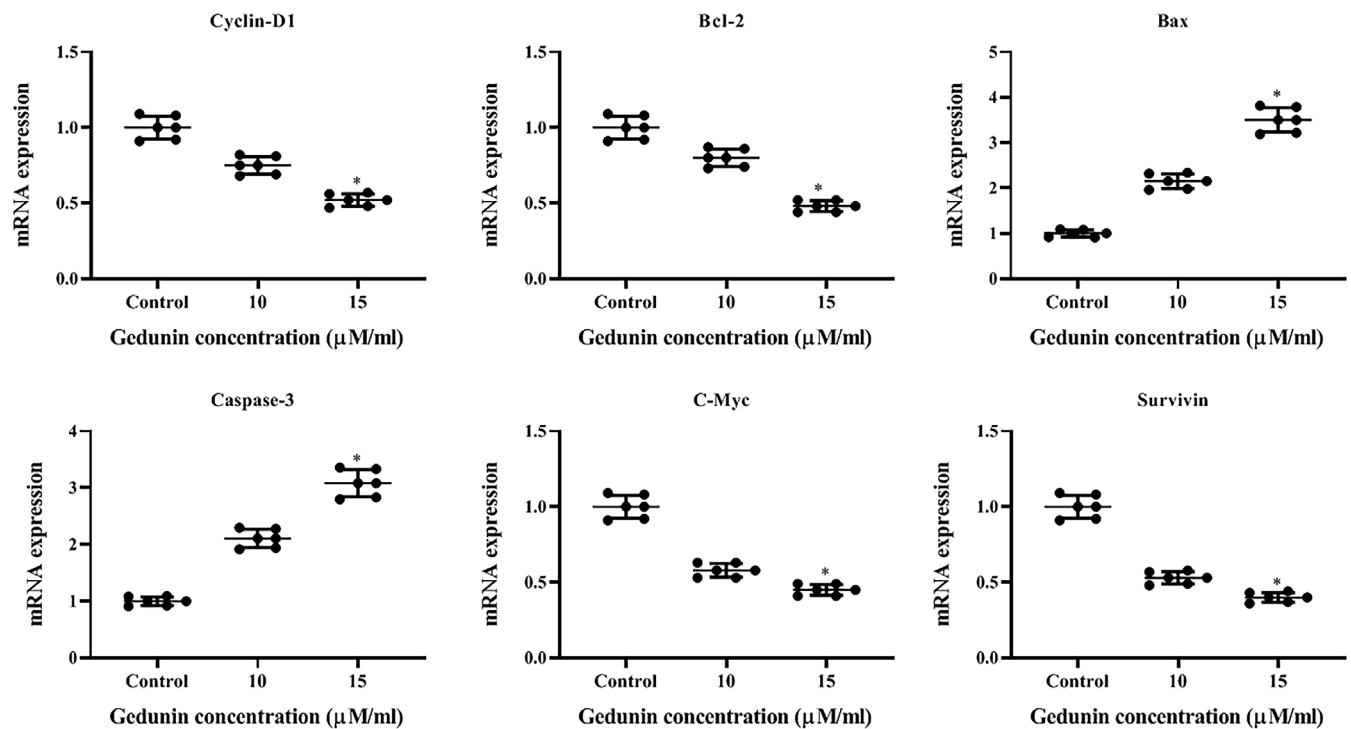 Cyclin-D1
mRNA expression
1.5
1.0
0.5
0.0
*
Control 10 15
Gedunin concentration (μM/ml)
Bcl-2
mRNA expression
1.5
1.0
0.5
0.0
*
Control 10 15
Gedunin concentration (μM/ml)
Bax
mRNA expression
5
4
3
2
1
0
*
Control 10 15
Gedunin concentration (μM/ml)
Caspase-3
mRNA expression
4
3
2
1
0
*
Control 10 15
Gedunin concentration (μM/ml)
C-Myc
mRNA expression
1.5
1.0
0.5
0.0
*
Control 10 15
Gedunin concentration (μM/ml)
Survivin
mRNA expression
1.5
1.0
0.5
0.0
*
Control 10 15
Gedunin concentration (μM/ml)